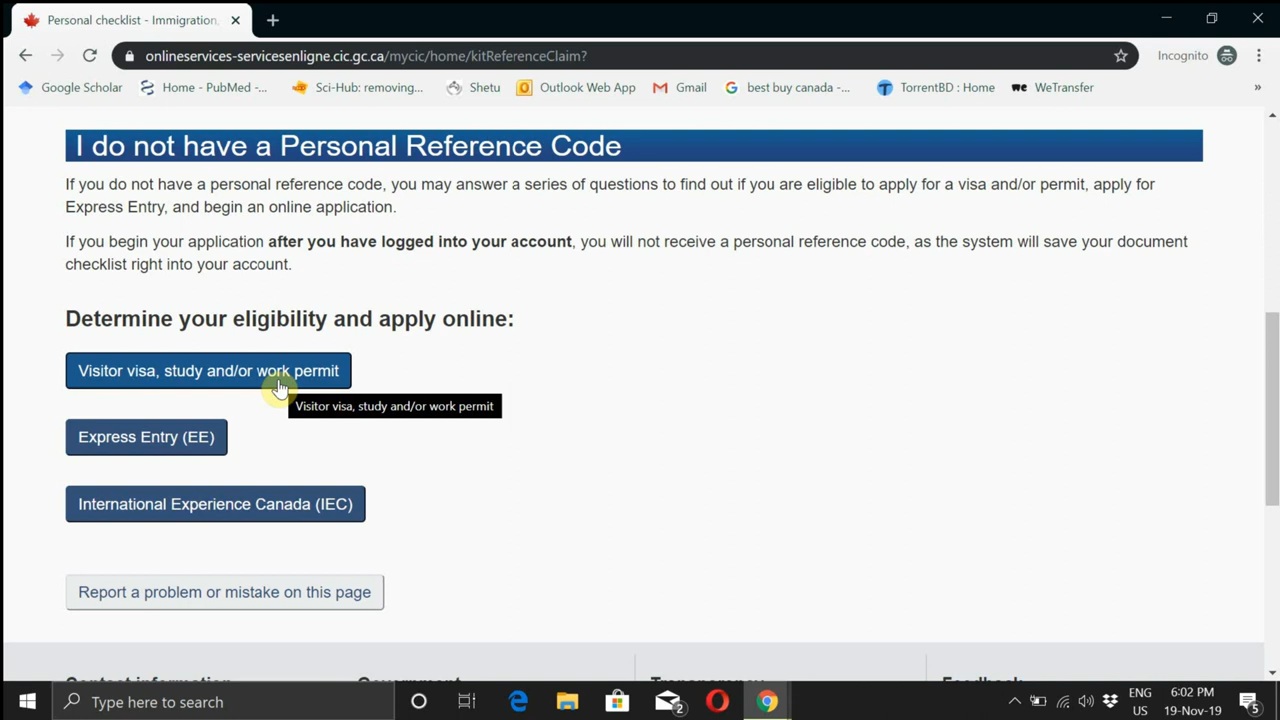 Personal checklist - Immigration,
onlineservices-servicesenligne.cic.gc.ca/mycic/home/kitReferenceClaim?
Incognito
Google Scholar
Home - PubMed -...
Sci-Hub: removing...
Shetu
Outlook Web App
Gmail
best buy canada -...
TorrentBD : Home
WeTransfer
I do not have a Personal Reference Code
If you do not have a personal reference code, you may answer a series of questions to find out if you are eligible to apply for a visa and/or permit, apply for
Express Entry, and begin an online application.
If you begin your application after you have logged into your account, you will not receive a personal reference code, as the system will save your document
checklist right into your account.
Determine your eligibility and apply online:
Visitor visa, study and/or work permit
Visitor visa, study and/or work permit
Express Entry (EE)
International Experience Canada (IEC)
Report a problem or mistake on this page
Contact information
Government
Transparency
Feedback
Type here to search
2
ENG
US
6:02 PM
19-Nov-19
5